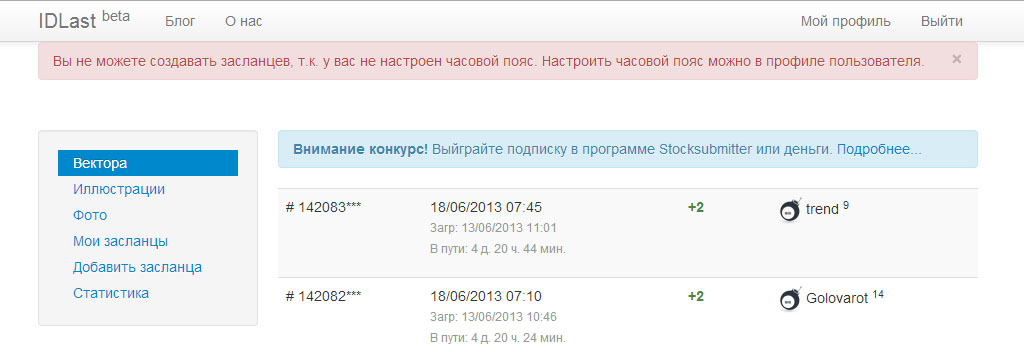 IDLast beta Блог О нас Мой профиль Выйти
Вы не можете создавать засланцев, т.к. у вас не настроен часовой пояс. Настроить часовой пояс можно в профиле пользователя. ×
Вектора
Иллюстрации
Фото
Мои засланцы
Добавить засланца
Статистика
Внимание конкурс! Выйграйте подписку в программе Stocksubmitter или деньги. Подробнее...
# 142083*** 18/06/2013 07:45 +2 trend 9
Загр: 13/06/2013 11:01
В пути: 4 д. 20 ч. 44 мин.
# 142082*** 18/06/2013 07:10 +2 Golovarot 14
Загр: 13/06/2013 10:46
В пути: 4 д. 20 ч. 24 мин.